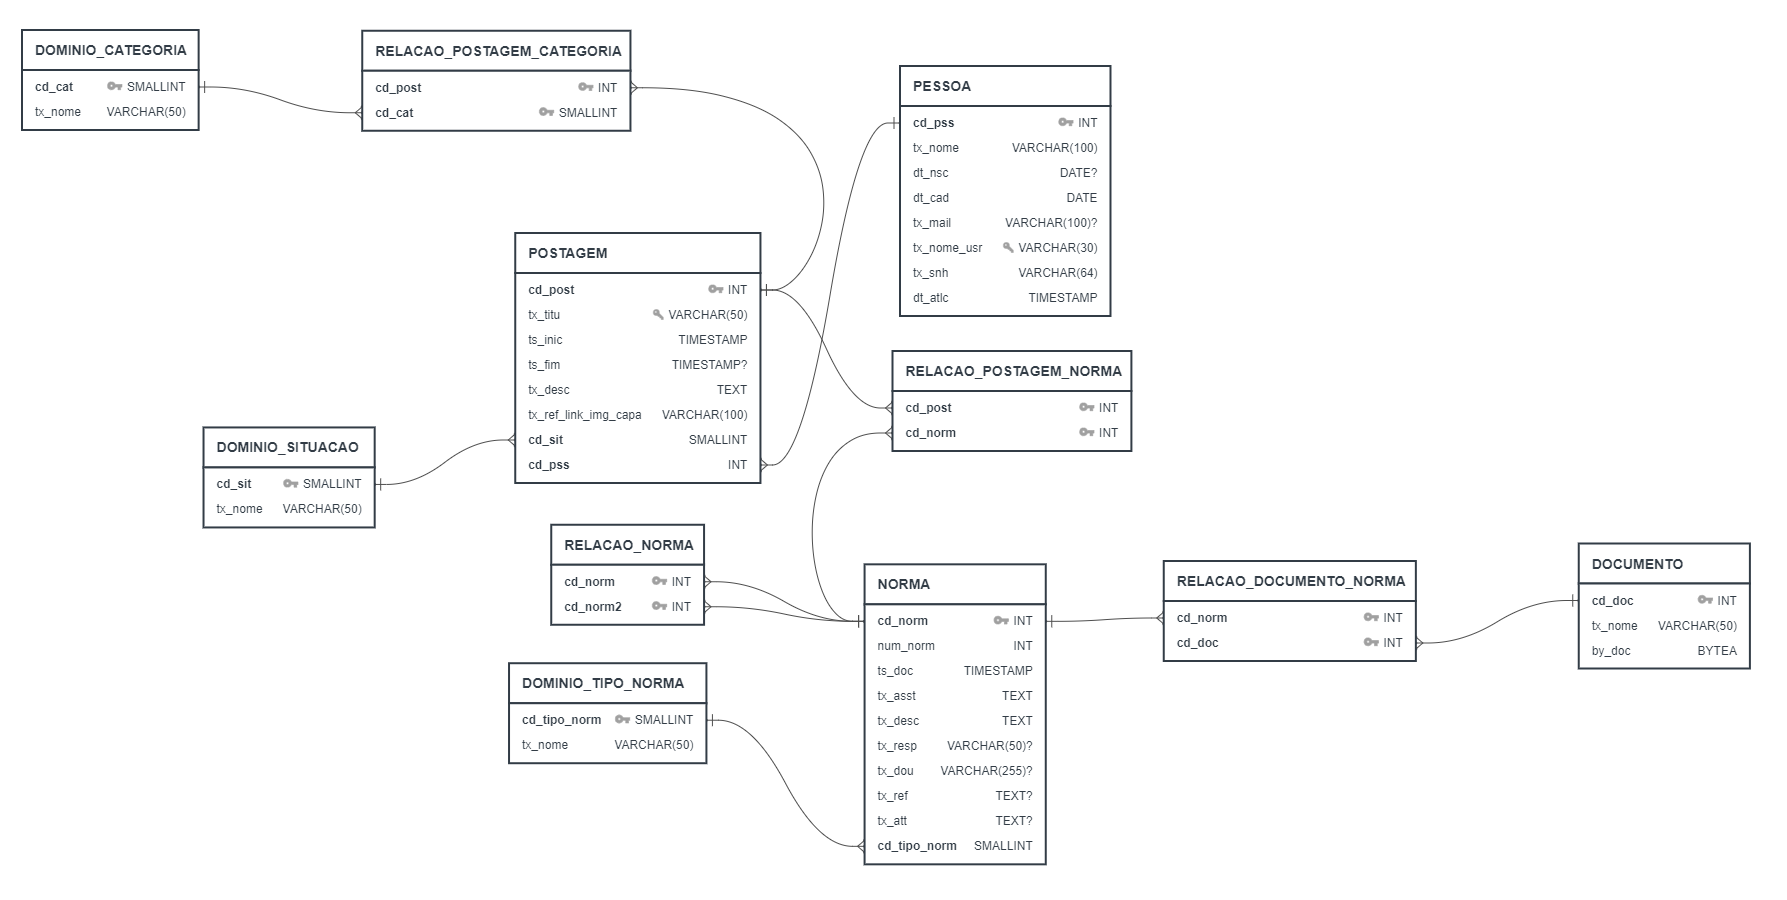 DOMINIO_CATEGORIA
cd_cat SMALLINT
tx_nome VARCHAR(50)
RELACAO_POSTAGEM_CATEGORIA
cd_post INT
cd_cat SMALLINT
PESSOA
cd_pss INT
tx_nome VARCHAR(100)
dt_nsc DATE?
dt_cad DATE
tx_mail VARCHAR(100)?
tx_nome_usr VARCHAR(30)
tx_snh VARCHAR(64)
dt_atlc TIMESTAMP
POSTAGEM
cd_post INT
tx_titu VARCHAR(50)
ts_inic TIMESTAMP
ts_fim TIMESTAMP?
tx_desc TEXT
tx_ref_link_img_capa VARCHAR(100)
cd_sit SMALLINT
cd_pss INT
RELACAO_POSTAGEM_NORMA
cd_post INT
cd_norm INT
DOMINIO_SITUACAO
cd_sit SMALLINT
tx_nome VARCHAR(50)
RELACAO_NORMA
cd_norm INT
cd_norm2 INT
NORMA
cd_norm INT
num_norm INT
ts_doc TIMESTAMP
tx_asst TEXT
tx_desc TEXT
tx_resp VARCHAR(50)?
tx_dou VARCHAR(255)?
tx_ref TEXT?
tx_att TEXT?
cd_tipo_norm SMALLINT
RELACAO_DOCUMENTO_NORMA
cd_norm INT
cd_doc INT
DOCUMENTO
cd_doc INT
tx_nome VARCHAR(50)
by_doc BYTEA
DOMINIO_TIPO_NORMA
cd_tipo_norm SMALLINT
tx_nome VARCHAR(50)